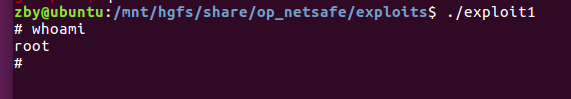 zby@ubuntu:/mnt/hgfs/share/op_netsafe/exploits$ ./exploit1
# whoami
root
#